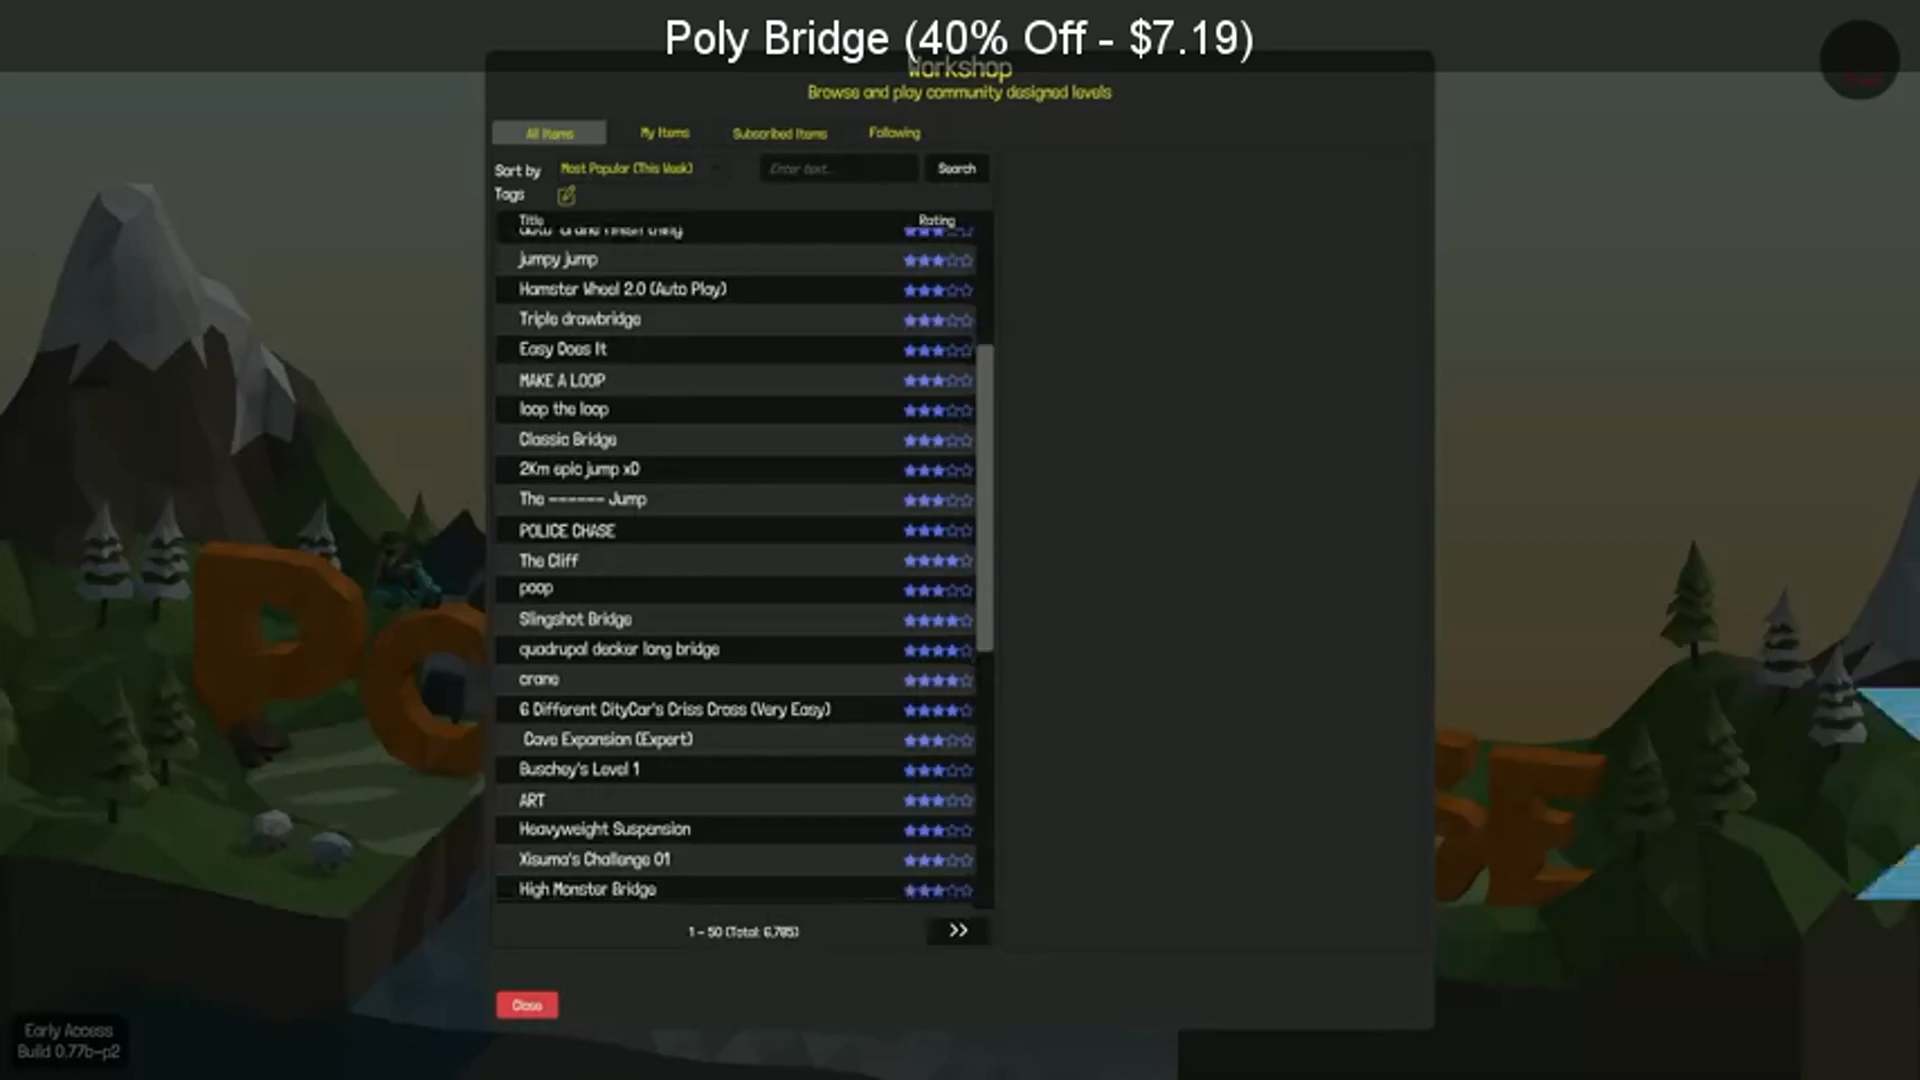 Poly Bridge (40% Off - $7.19)
Workshop
Browse and play community designed levels
All Items My Items Subscribed Items Following
Sort by Most Popular (This Week) Enter text... Search
Tags
Title Rating
jumpy jump
Hamster Wheel 2.0 (Auto Play)
Triple drawbridge
Easy Does It
MAKE A LOOP
loop the loop
Classic Bridge
2Km epic jump xD
The ------ Jump
POLICE CHASE
The Cliff
poop
Slingshot Bridge
quadrupal decker long bridge
crane
6 Different CityCar's Criss Cross (Very Easy)
Cave Expansion (Expert)
Buschey's Level 1
ART
Heavyweight Suspension
Xisuma's Challenge 01
High Monster Bridge
1 - 50 (Total: 6,785)
>>
Close
Early Access
Build 0.77b-p2